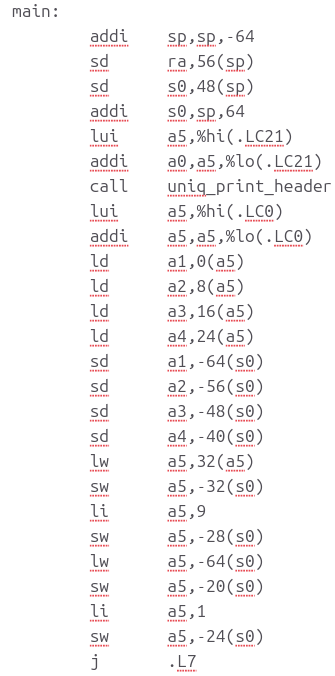 main:
addi sp,sp,-64
sd ra,56(sp)
sd s0,48(sp)
addi s0,sp,64
lui a5,%hi(.LC21)
addi a0,a5,%lo(.LC21)
call uniq_print_header
lui a5,%hi(.LC0)
addi a5,a5,%lo(.LC0)
ld a1,0(a5)
ld a2,8(a5)
ld a3,16(a5)
ld a4,24(a5)
sd a1,-64(s0)
sd a2,-56(s0)
sd a3,-48(s0)
sd a4,-40(s0)
lw a5,32(a5)
sw a5,-32(s0)
li a5,9
sw a5,-28(s0)
lw a5,-64(s0)
sw a5,-20(s0)
li a5,1
sw a5,-24(s0)
j .L7